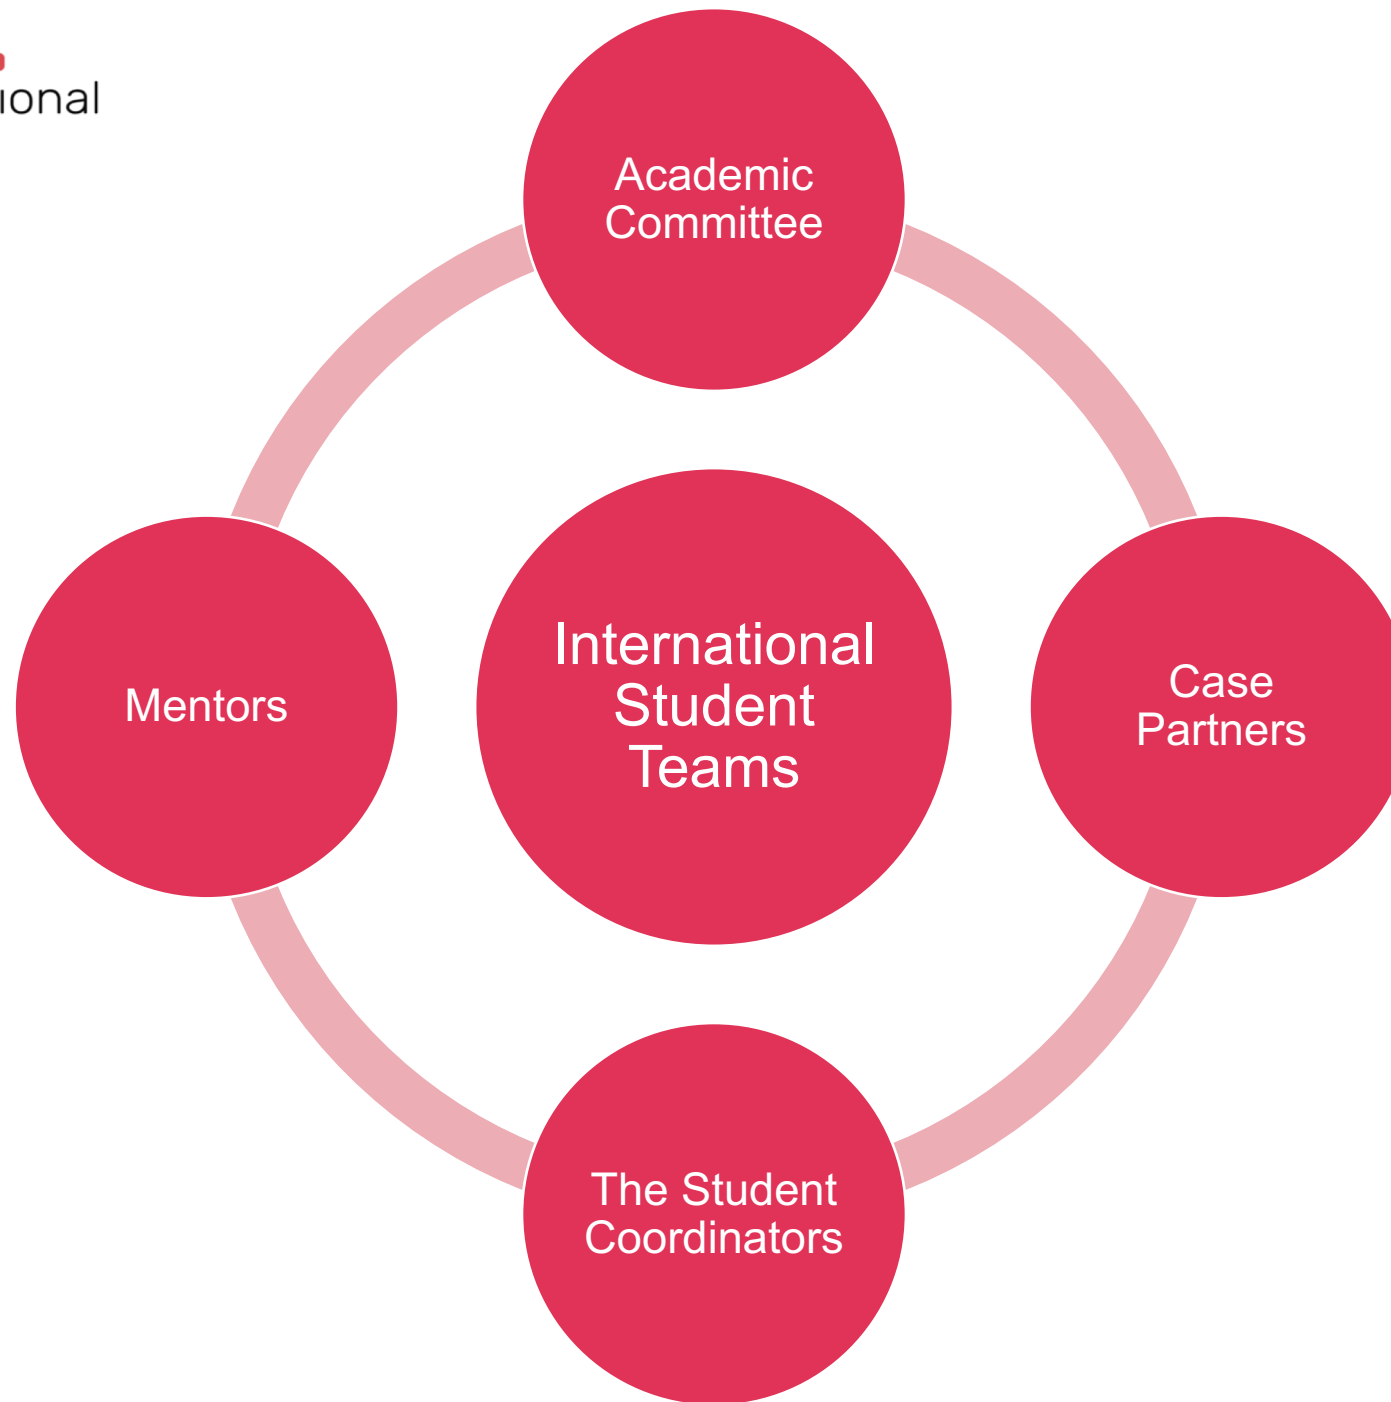 ional
Academic
Committee
International
Student
Teams
Mentors
Case
Partners
The Student
Coordinators